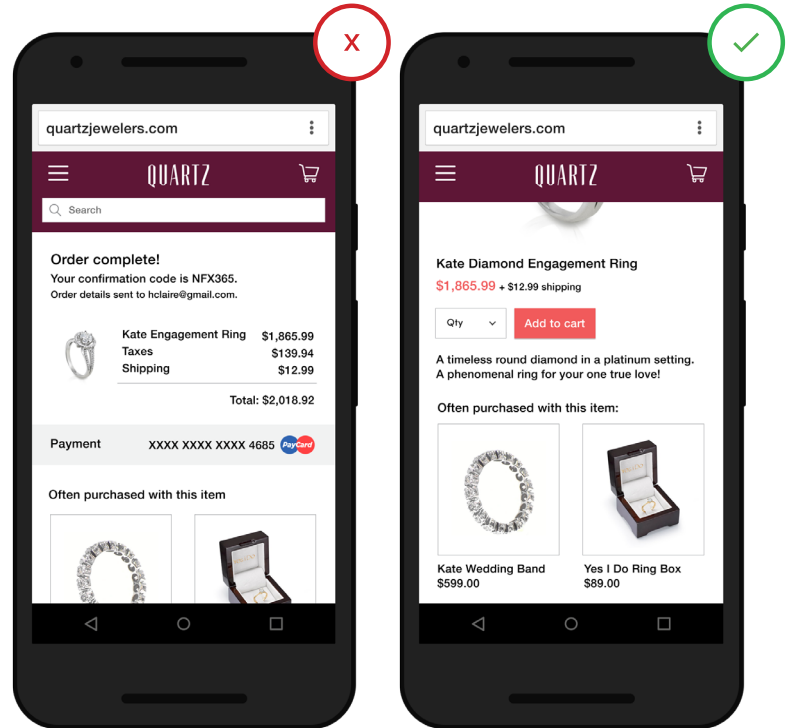 X
quartzjewelers.com
QUARTZ
Search
Order complete!
Your confirmation code is NFX365.
Order details sent to hclaire@gmail.com.
Kate Engagement Ring $1,865.99
Taxes $139.94
Shipping $12.99
Total: $2,018.92
Payment XXXX XXXX XXXX 4685 PayCard
Often purchased with this item
quartzjewelers.com
QUARTZ
Kate Diamond Engagement Ring
$1,865.99 + $12.99 shipping
Qty Add to cart
A timeless round diamond in a platinum setting.
A phenomenal ring for your one true love!
Often purchased with this item:
Kate Wedding Band
$599.00
Yes I Do Ring Box
$89.00